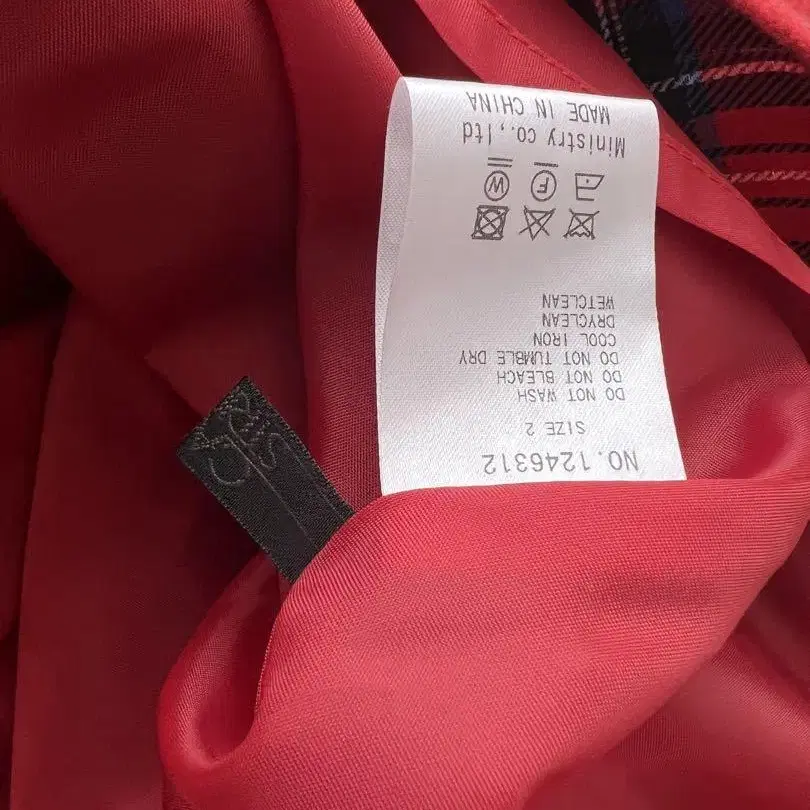 NO.1246312
SIZE 2
DO NOT WASH
DO NOT BLEACH
DO NOT TUMBLE DRY
COOL IRON
DRYCLEAN
WETCLEAN
F
W
Ministry co.,ltd
MADE IN CHINA